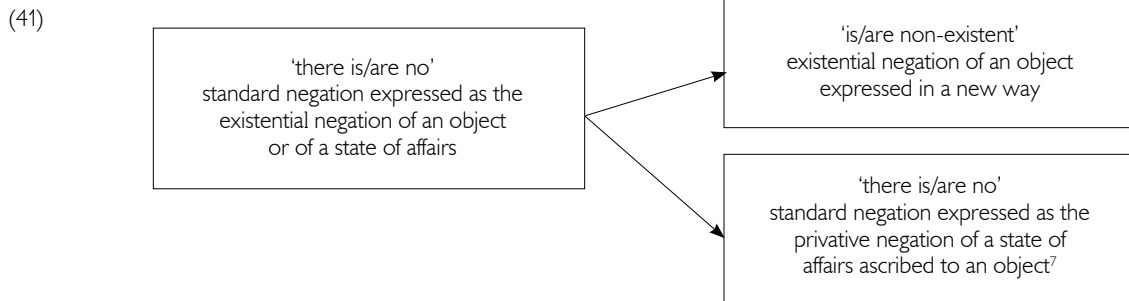 (41)
‘there is/are no’
standard negation expressed as the
existential negation of an object
or of a state of affairs
‘is/are non-existent’
existential negation of an object
expressed in a new way
‘there is/are no’
standard negation expressed as the
privative negation of a state of
affairs ascribed to an object⁷